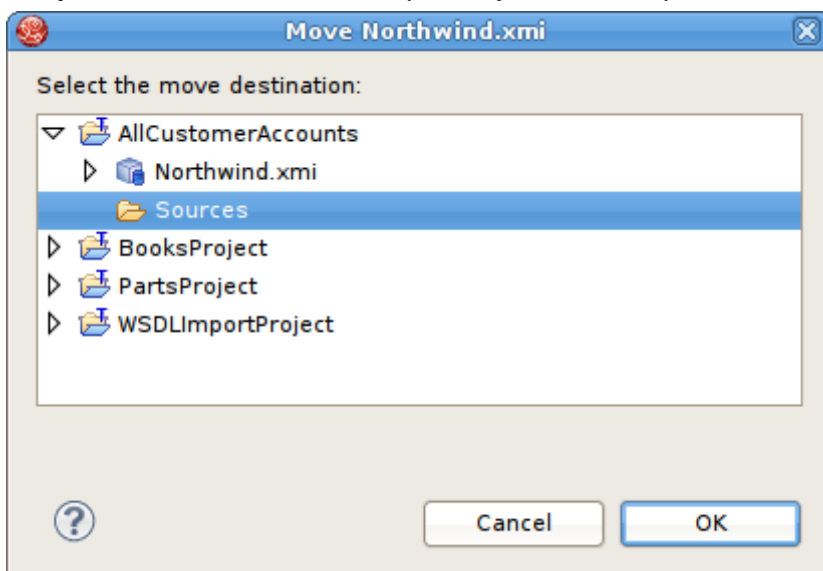 Move Northwind.xmi
Select the move destination:
AllCustomerAccounts
Northwind.xmi
Sources
BooksProject
PartsProject
WSDLImportProject
Cancel OK